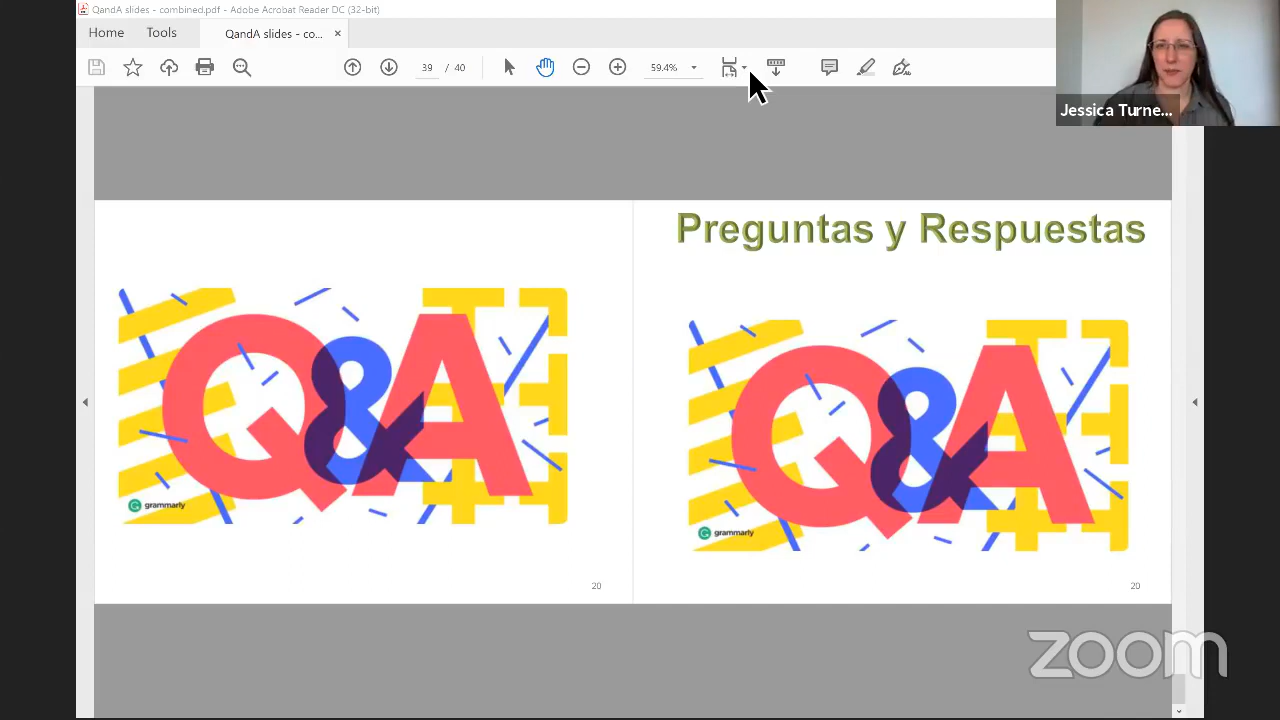 QandA slides - combined.pdf - Adobe Acrobat Reader DC (32-bit)
Home
Tools
QandA slides - co...
×
39 / 40
59.4%
Jessica Turne...
Preguntas y Respuestas
Q&A
grammarly
20
Q&A
grammarly
20
zoom